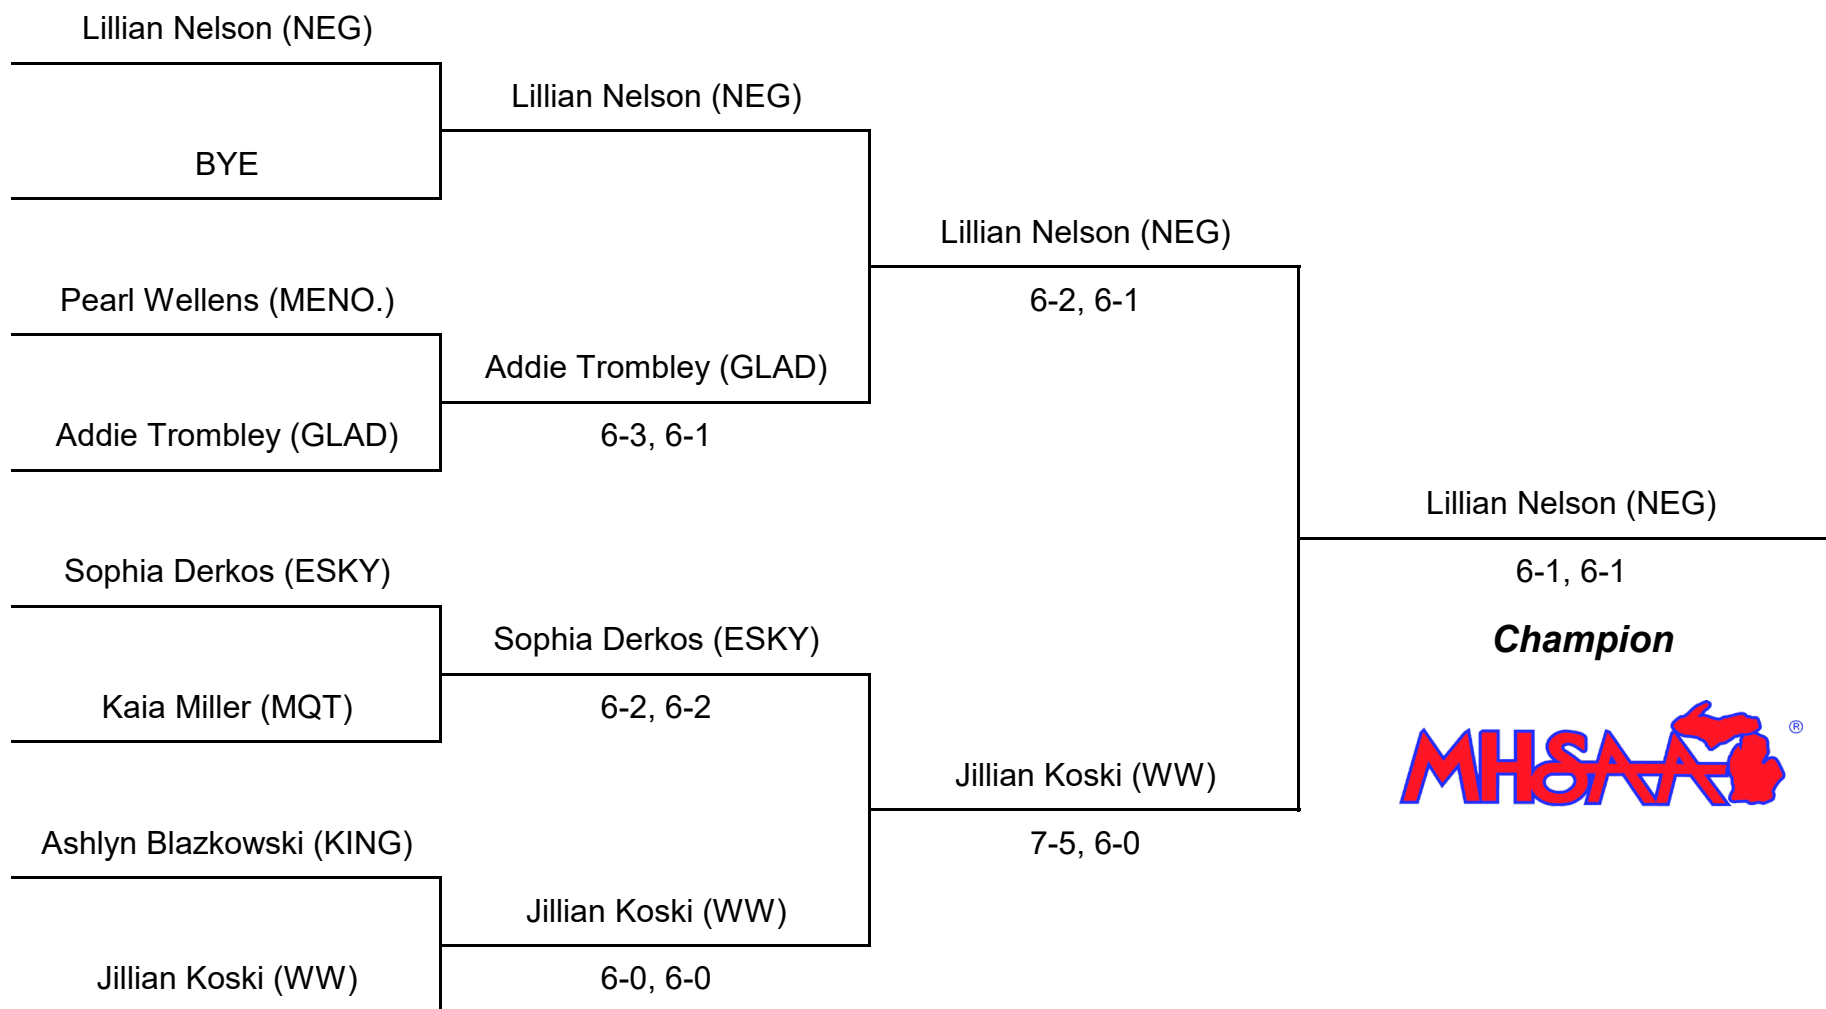 Lillian Nelson (NEG)
Lillian Nelson (NEG)
BYE
Lillian Nelson (NEG)
Pearl Wellens (MENO.)
6-2, 6-1
Addie Trombley (GLAD)
Addie Trombley (GLAD)
6-3, 6-1
Lillian Nelson (NEG)
Sophia Derkos (ESKY)
6-1, 6-1
Sophia Derkos (ESKY)
Champion
Kaia Miller (MQT)
6-2, 6-2
MHSAA ®
Jillian Koski (WW)
Ashlyn Blazkowski (KING)
7-5, 6-0
Jillian Koski (WW)
Jillian Koski (WW)
6-0, 6-0